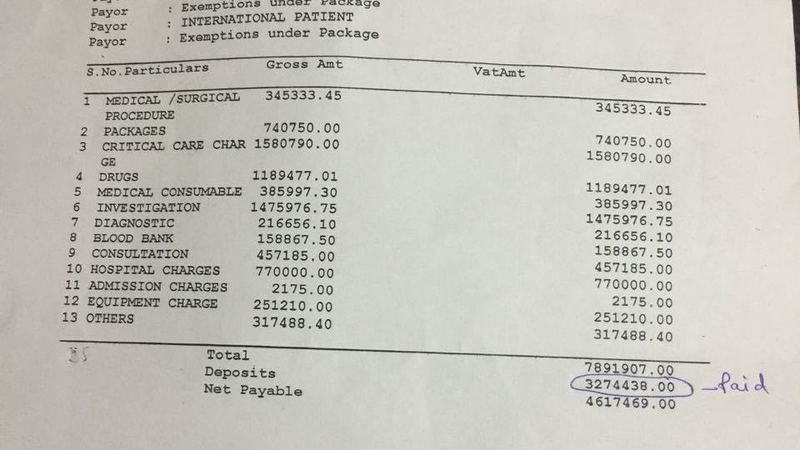 Payor : Exemptions under Package
Payor : INTERNATIONAL PATIENT
Payor : Exemptions under Package
S.No.Particulars Gross Amt VatAmt Amount
1 MEDICAL /SURGICAL 345333.45 345333.45
PROCEDURE
2 PACKAGES 740750.00 740750.00
3 CRITICAL CARE CHAR 1580790.00 1580790.00
GE
4 DRUGS 1189477.01 1189477.01
5 MEDICAL CONSUMABLE 385997.30 385997.30
6 INVESTIGATION 1475976.75 1475976.75
7 DIAGNOSTIC 216656.10 216656.10
8 BLOOD BANK 158867.50 158867.50
9 CONSULTATION 457185.00 457185.00
10 HOSPITAL CHARGES 770000.00 770000.00
11 ADMISSION CHARGES 2175.00 2175.00
12 EQUIPMENT CHARGE 251210.00 251210.00
13 OTHERS 317488.40 317488.40
Total 7891907.00
Deposits 3274438.00 - Paid
Net Payable 4617469.00